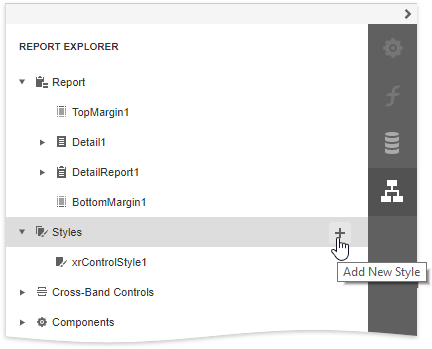 REPORT EXPLORER
Report
TopMargin1
Detail1
DetailReport1
BottomMargin1
Styles
xrControlStyle1
Add New Style
Cross-Band Controls
Components